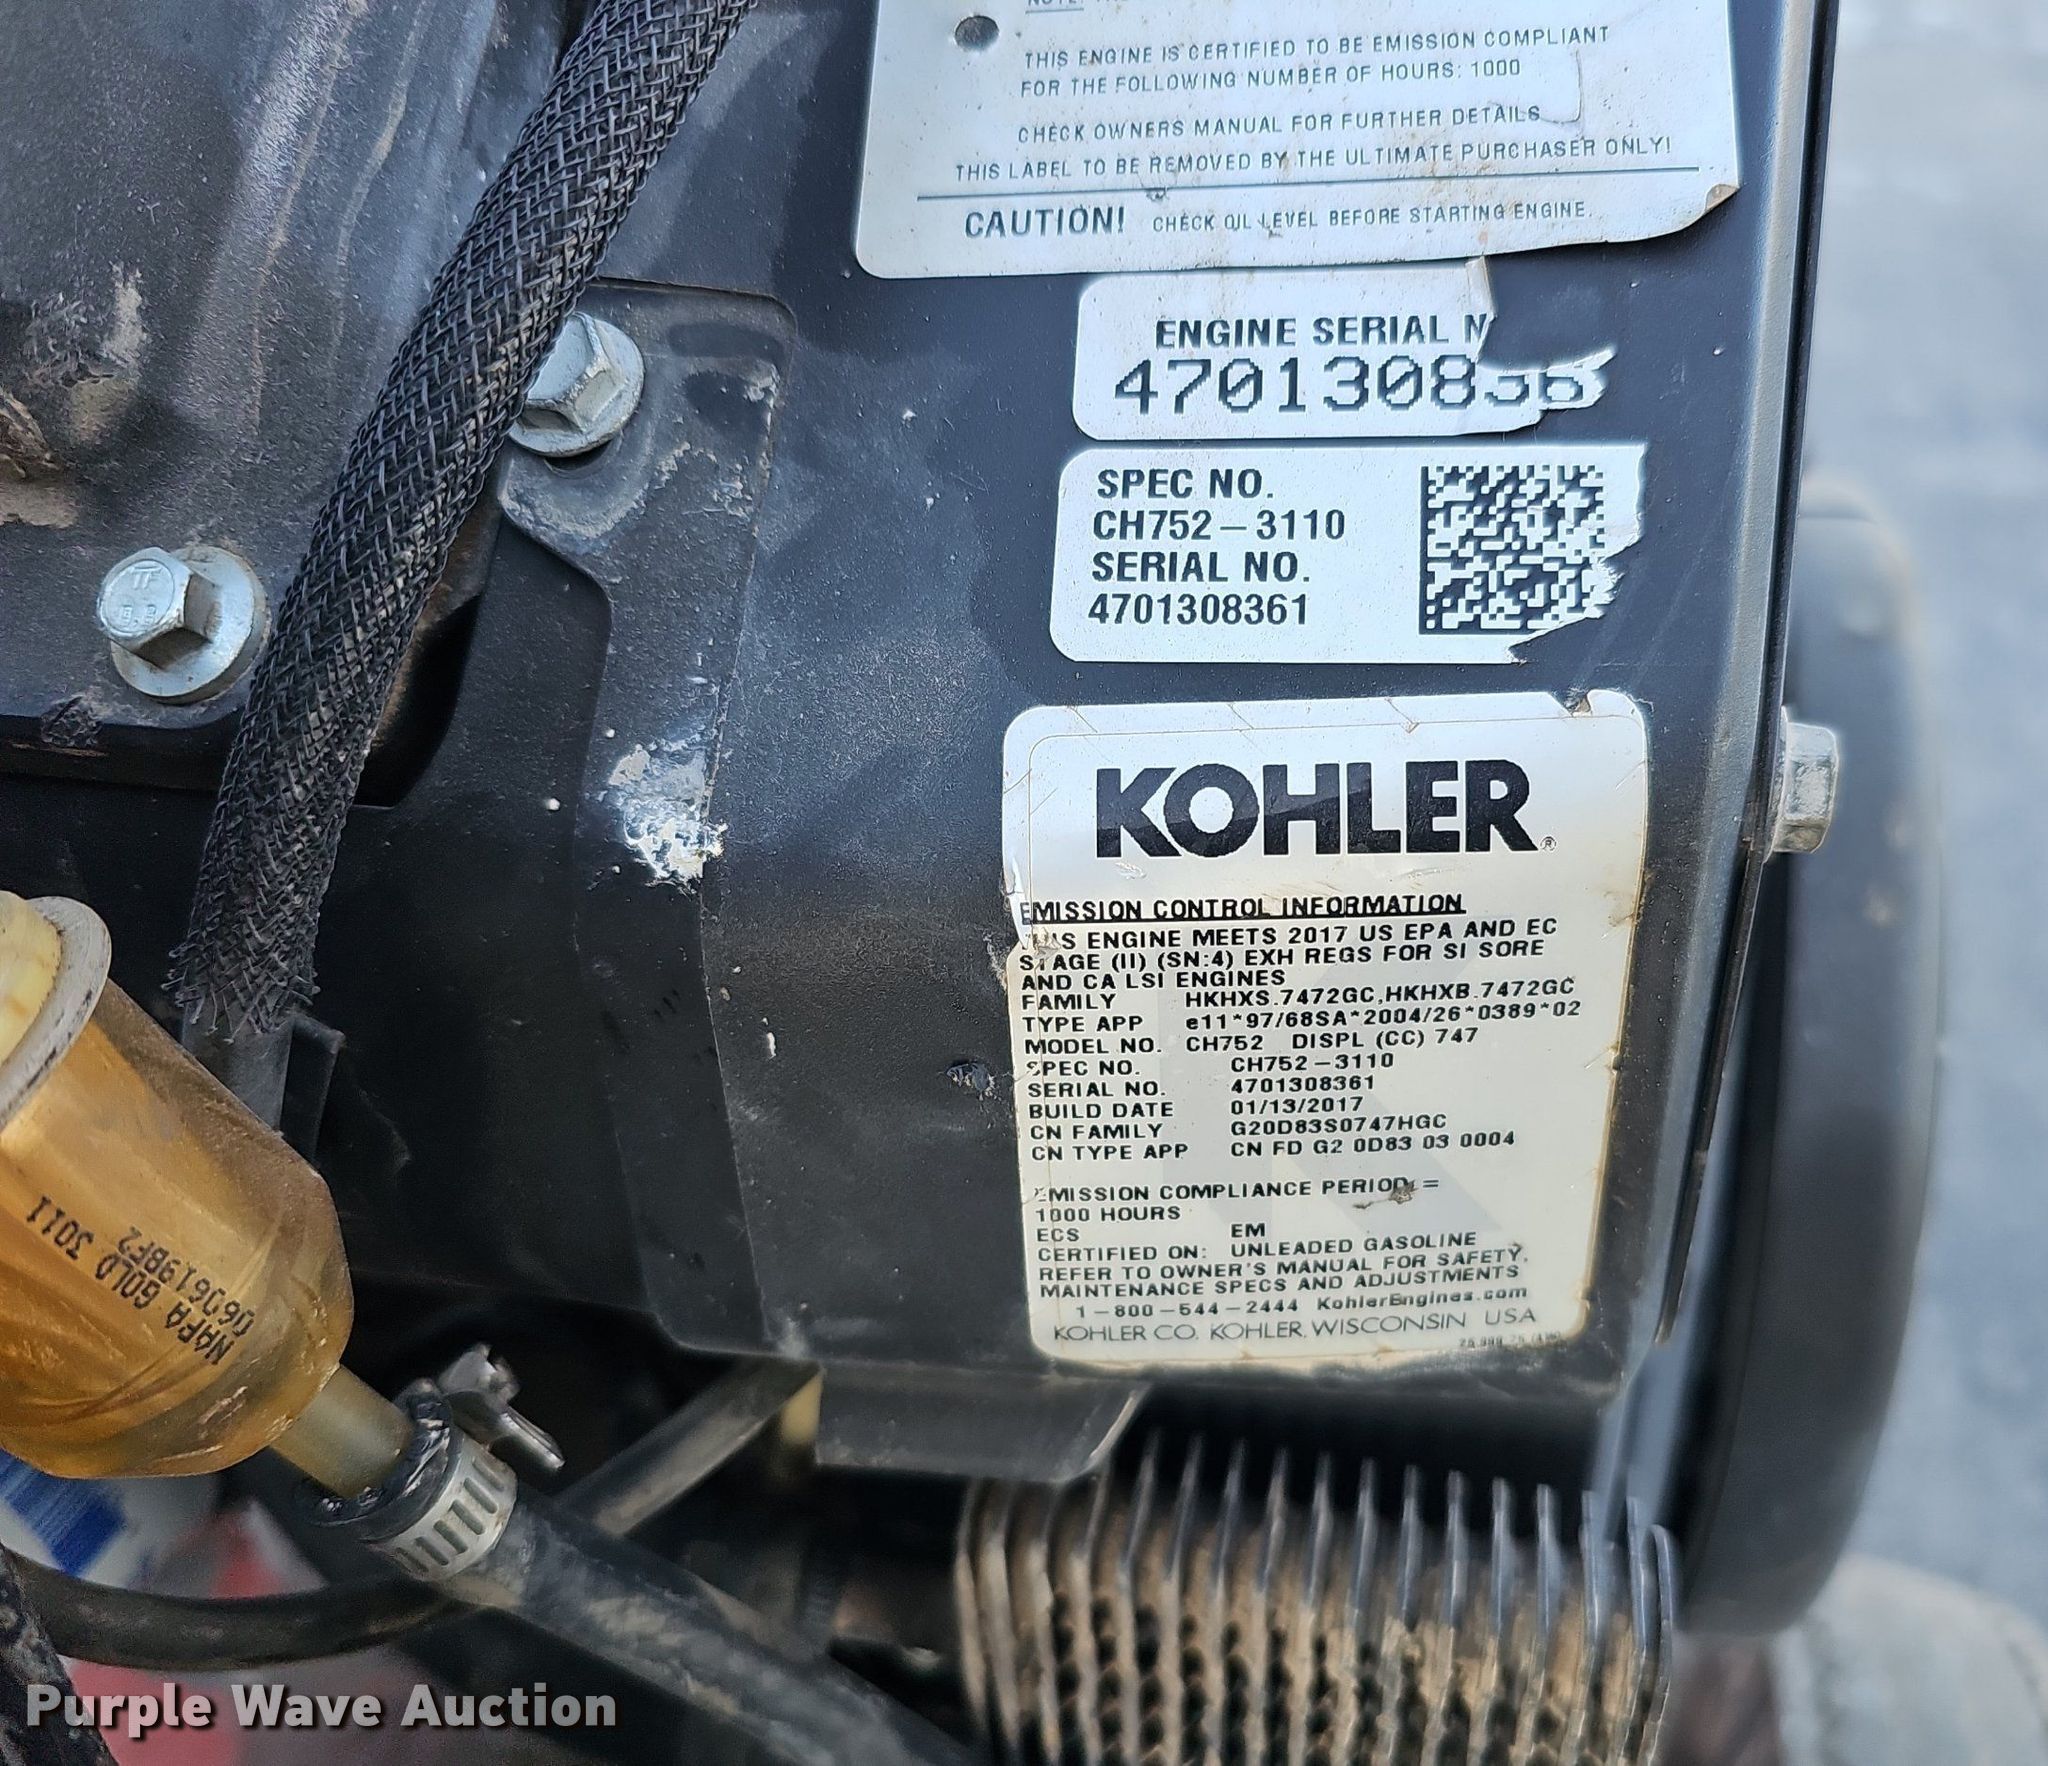 NOTE:
THIS ENGINE IS CERTIFIED TO BE EMISSION COMPLIANT
FOR THE FOLLOWING NUMBER OF HOURS: 1000
CHECK OWNERS MANUAL FOR FURTHER DETAILS
THIS LABEL TO BE REMOVED BY THE ULTIMATE PURCHASER ONLY!
CAUTION! CHECK OIL LEVEL BEFORE STARTING ENGINE.
ENGINE SERIAL N
470130836
SPEC NO.
CH752-3110
SERIAL NO.
4701308361
KOHLER®
EMISSION CONTROL INFORMATION
THIS ENGINE MEETS 2017 US EPA AND EC
STAGE (II) (SN:4) EXH REGS FOR SI SORE
AND CA LSI ENGINES
FAMILY HKHXS.7472GC,HKHXB.7472GC
TYPE APP e11*97/68SA*2004/26*0389*02
MODEL NO. CH752 DISPL (CC) 747
SPEC NO. CH752-3110
SERIAL NO. 4701308361
BUILD DATE 01/13/2017
CN FAMILY G20D83S0747HGC
CN TYPE APP CN FD G2 0D83 03 0004
EMISSION COMPLIANCE PERIOD: =
1000 HOURS
ECS EM
CERTIFIED ON: UNLEADED GASOLINE
REFER TO OWNER'S MANUAL FOR SAFETY,
MAINTENANCE SPECS AND ADJUSTMENTS
1-800-544-2444 KohlerEngines.com
KOHLER CO. KOHLER, WISCONSIN USA
TF
8.8
NAPA GOLD 3011
060619BF2
Purple Wave Auction